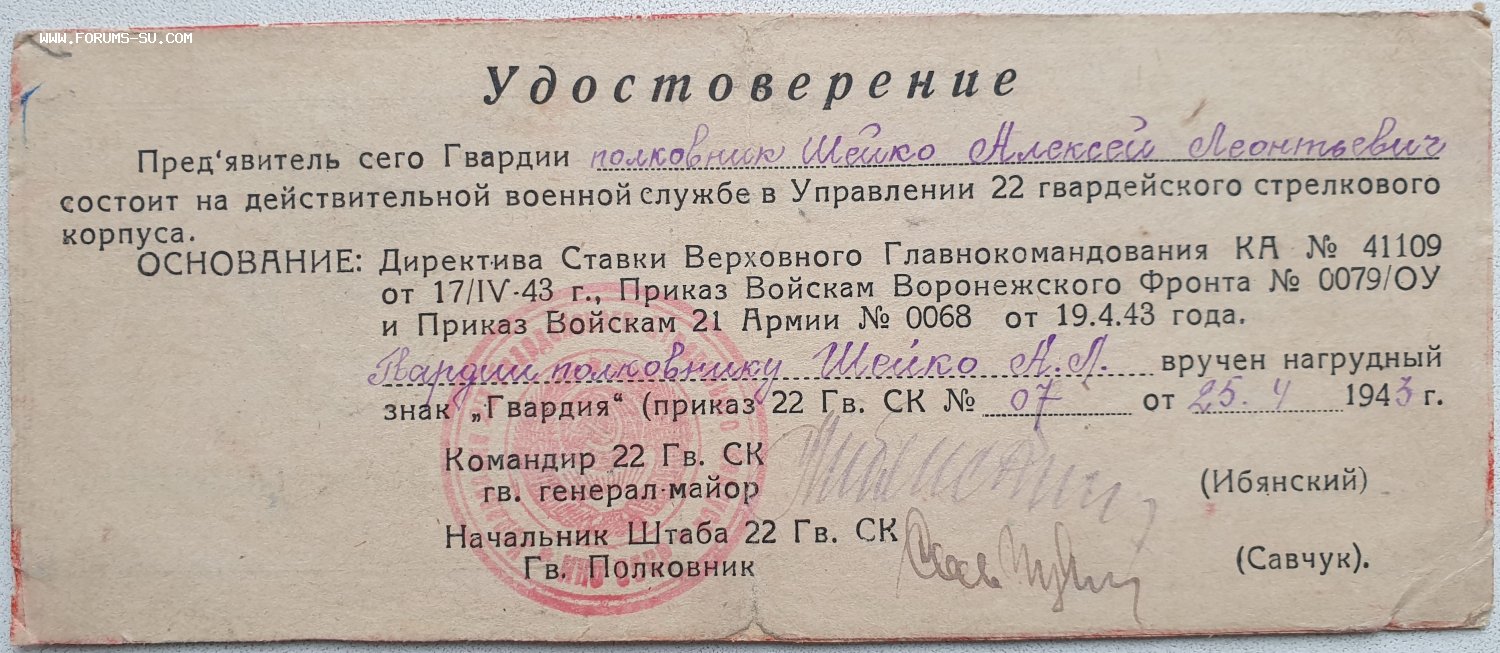 WWW.FORUMS-SU.COM
Удостоверение
Пред‘явитель сего Гвардии полковник Шейко Алексей Леонтьевич
состоит на действительной военной службе в Управлении 22 гвардейского стрелкового
корпуса.
ОСНОВАНИЕ: Директива Ставки Верховного Главнокомандования КА № 41109
от 17/IV-43 г., Приказ Войскам Воронежского Фронта № 0079/ОУ
и Приказ Войскам 21 Армии № 0068 от 19.4.43 года.
Гвардии полковнику Шейко А.Л. вручен нагрудный
знак „Гвардия“ (приказ 22 Гв. СК № 07 от 25.4 1943 г.
Командир 22 Гв. СК
гв. генерал-майор (Ибянский)
Начальник Штаба 22 Гв. СК
Гв. Полковник (Савчук).